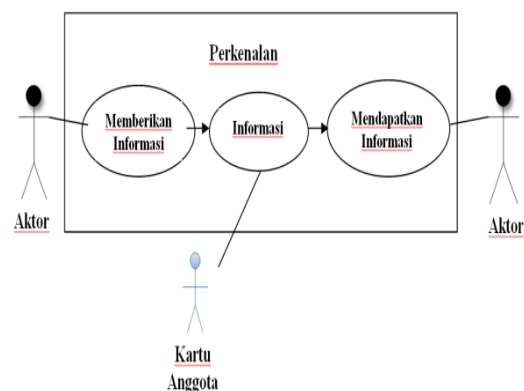 Perkenalan
Memberikan
Informasi
Informasi
Mendapatkan
Informasi
Aktor
Aktor
Kartu
Anggota